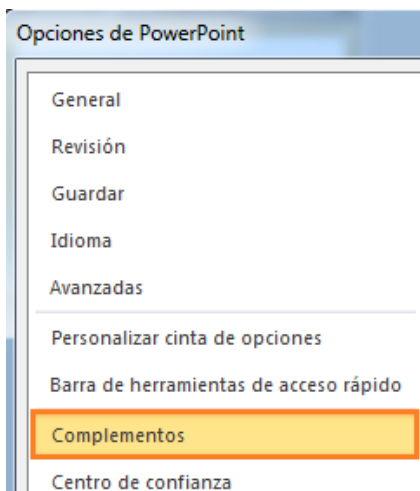 Opciones de PowerPoint
General
Revisión
Guardar
Idioma
Avanzadas
Personalizar cinta de opciones
Barra de herramientas de acceso rápido
Complementos
Centro de confianza